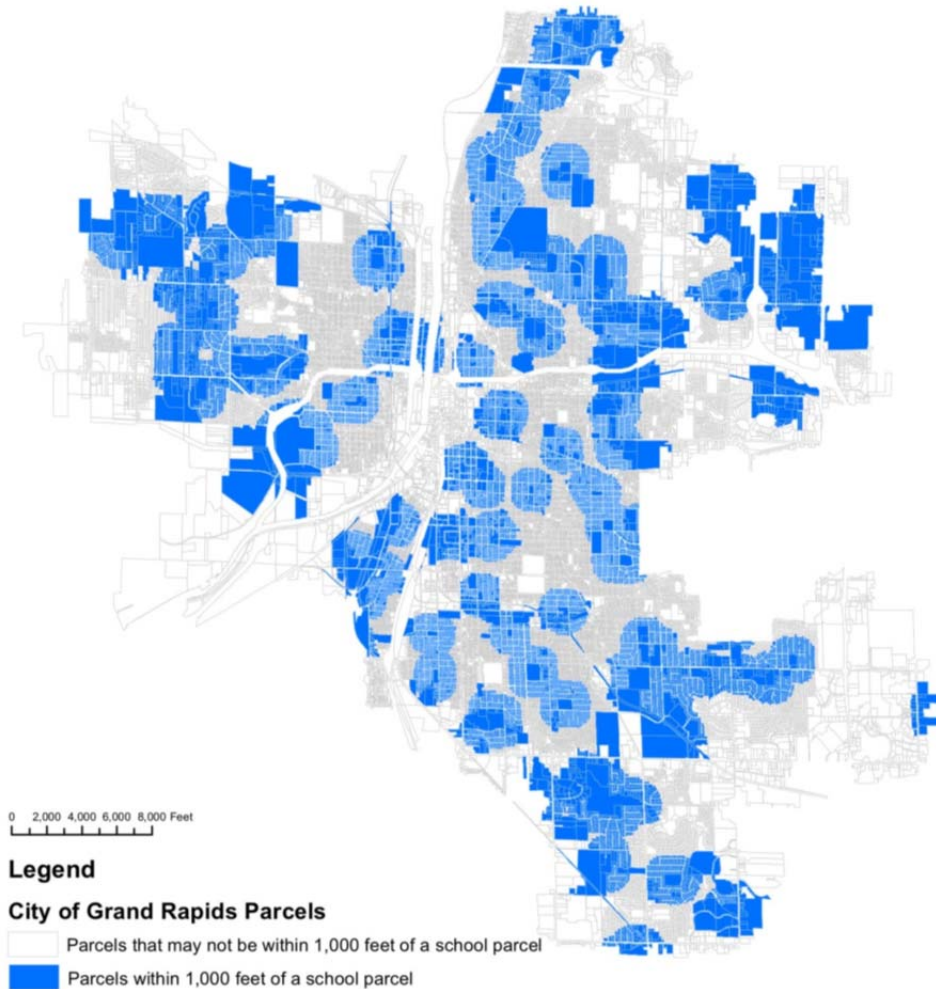 0 2,000 4,000 6,000 8,000 Feet
Legend
City of Grand Rapids Parcels
Parcels that may not be within 1,000 feet of a school parcel
Parcels within 1,000 feet of a school parcel